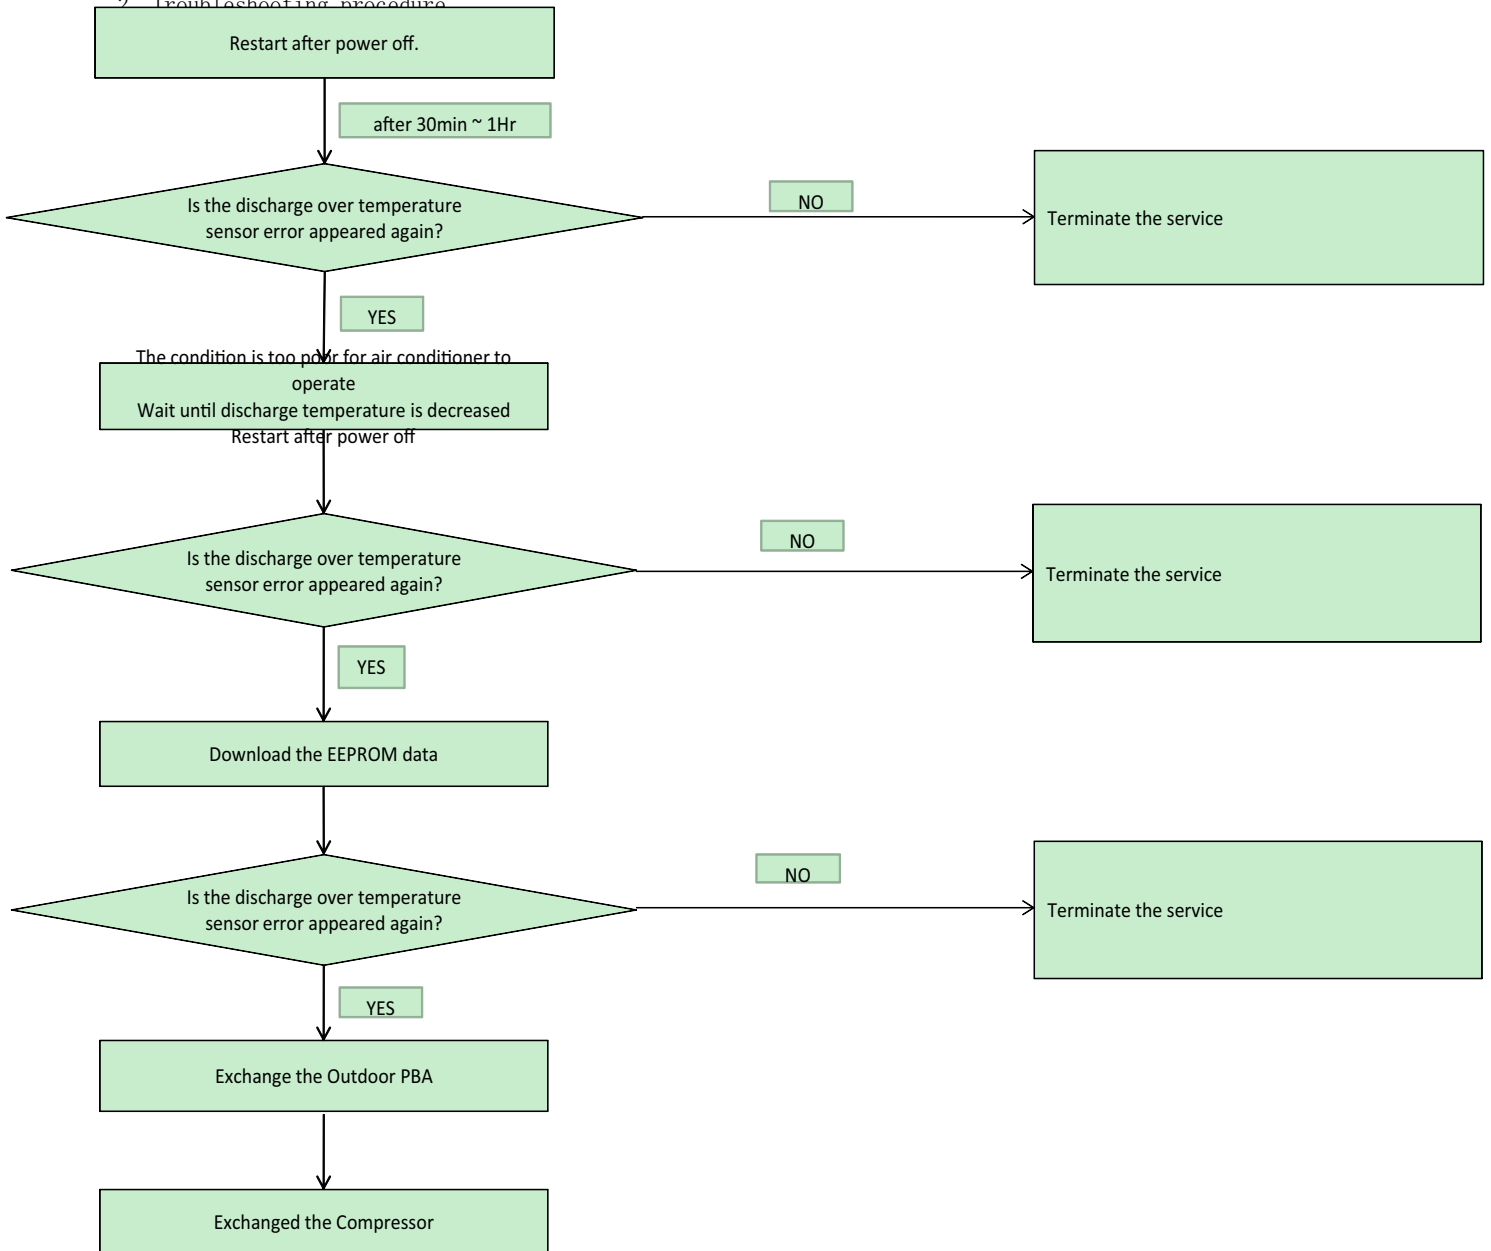 2. Troubleshooting procedure
Restart after power off.
after 30min ~ 1Hr
Is the discharge over temperature
sensor error appeared again?
NO
Terminate the service
YES
The condition is too poor for air conditioner to
operate
Wait until discharge temperature is decreased
Restart after power off
Is the discharge over temperature
sensor error appeared again?
NO
Terminate the service
YES
Download the EEPROM data
Is the discharge over temperature
sensor error appeared again?
NO
Terminate the service
YES
Exchange the Outdoor PBA
Exchanged the Compressor